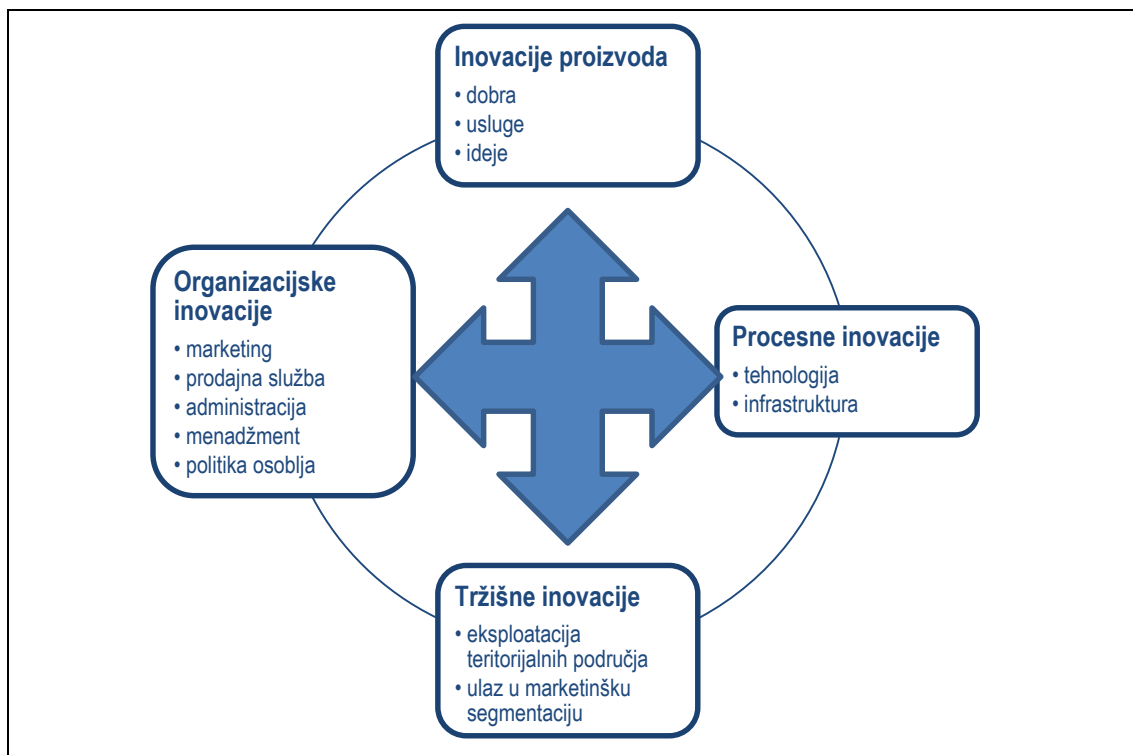 Inovacije proizvoda
• dobra
• usluge
• ideje
Organizacijske
inovacije
• marketing
• prodajna služba
• administracija
• menadžment
• politika osoblja
Procesne inovacije
• tehnologija
• infrastruktura
Tržišne inovacije
• eksploatacija
teritorijalnih područja
• ulaz u marketinšku
segmentaciju